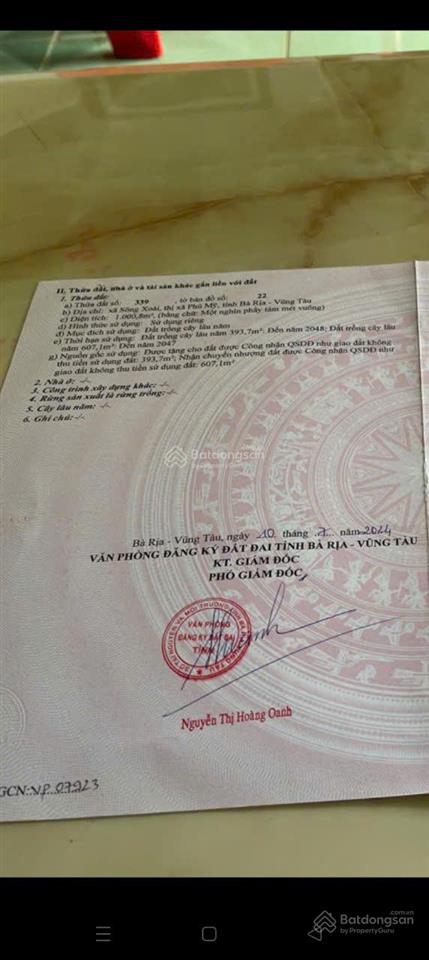 II. Thửa đất, nhà ở và tài sản khác gắn liền với đất
1. Thửa đất:
a) Thửa đất số: 339 , tờ bản đồ số: 22
b) Địa chỉ: xã Sông Xoài, thị xã Phú Mỹ, tỉnh Bà Rịa - Vũng Tàu
c) Diện tích: 1.000,8m², (bằng chữ: Một nghìn phẩy tám mét vuông)
d) Hình thức sử dụng: Sử dụng riêng
đ) Mục đích sử dụng: Đất trồng cây lâu năm
e) Thời hạn sử dụng: Đất trồng cây lâu năm 393,7m²: Đến năm 2048; Đất trồng cây lâu
năm 607,1m²: Đến năm 2047
g) Nguồn gốc sử dụng: Được tặng cho đất được Công nhận QSDĐ như giao đất không
thu tiền sử dụng đất: 393,7m²; Nhận chuyển nhượng đất được Công nhận QSDĐ như
giao đất không thu tiền sử dụng đất: 607,1m²
2. Nhà ở: -/-
3. Công trình xây dựng khác: -/-
4. Rừng sản xuất là rừng trồng: -/-
5. Cây lâu năm: -/-
6. Ghi chú: -/-
Batdongsan
by PropertyGuru
Bà Rịa - Vũng Tàu, ngày 10 tháng 7 năm 2024
VĂN PHÒNG ĐĂNG KÝ ĐẤT ĐAI TỈNH BÀ RỊA - VŨNG TÀU
KT. GIÁM ĐỐC
PHÓ GIÁM ĐỐC
VĂN PHÒNG
ĐĂNG KÝ ĐẤT ĐAI
TỈNH
Nguyễn Thị Hoàng Oanh
GCN: VP 07923
.com.vn
Batdongsan
by PropertyGuru